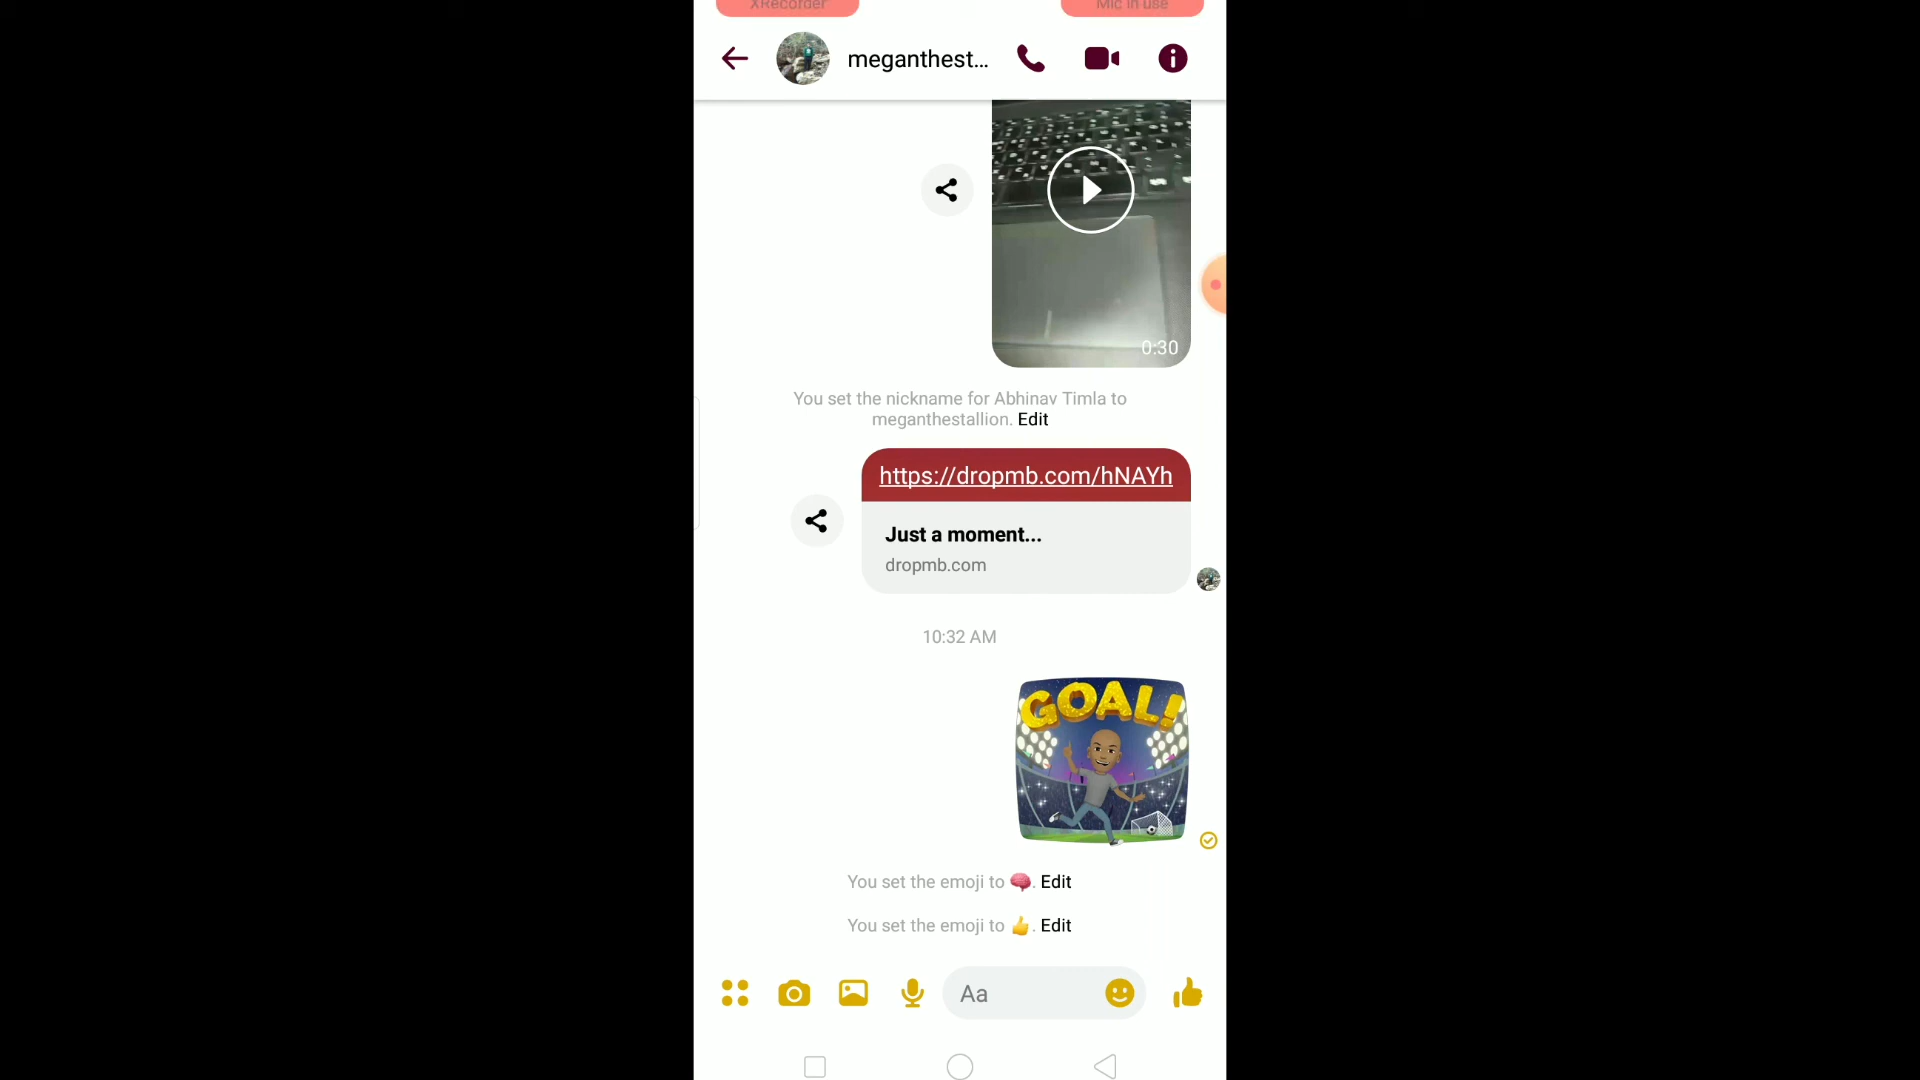 XRecorder
Mic in use
meganthest...
0:30
You set the nickname for Abhinav Timla to
meganthestallion. Edit
https://dropmb.com/hNAYh
Just a moment...
dropmb.com
10:32 AM
GOAL!
You set the emoji to 🧠. Edit
You set the emoji to 👍. Edit
Aa